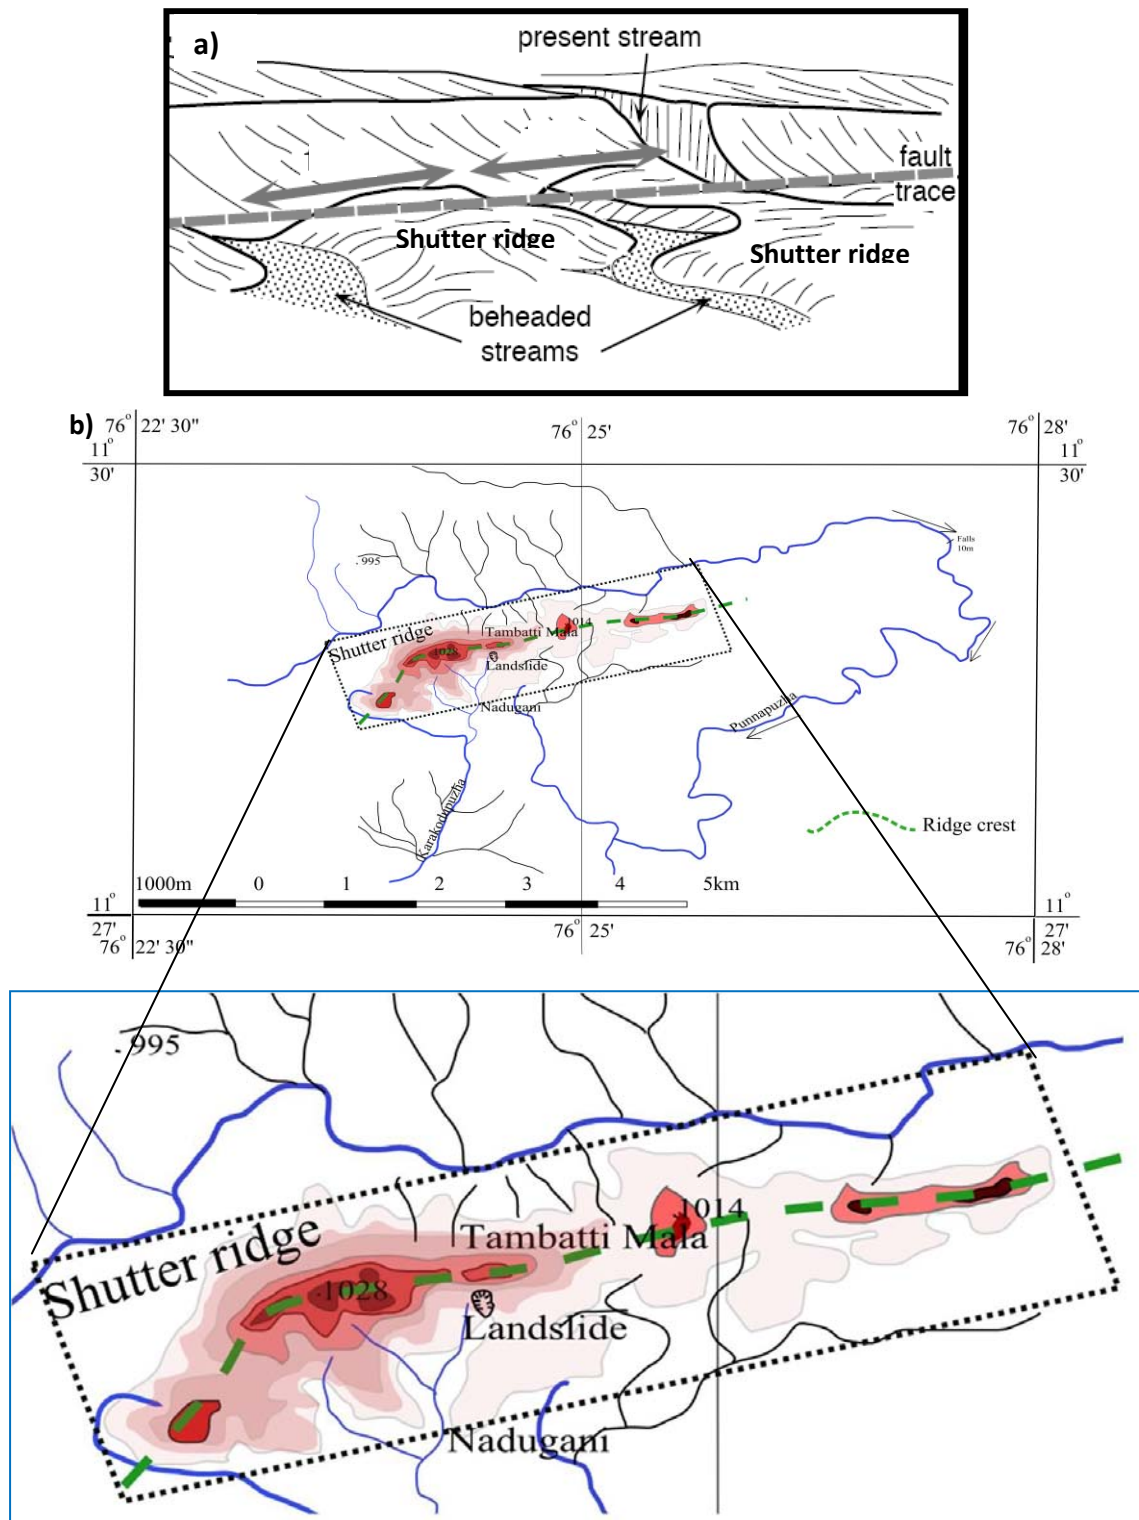 a)
present stream
fault
trace
Shutter ridge
Shutter ridge
beheaded
streams
b)
76° 22' 30"
76° 25'
76° 28'
11°
30'
11°
30'
Falls
10m
. 995
Shutter ridge
1014
Tambatti Mala
.1028
Landslide
Nadugani
Punnapuzha
Karakodupuzha
Ridge crest
1000m 0 1 2 3 4 5km
11°
27'
76° 22' 30"
76° 25'
11°
27'
76° 28'
. 995
Shutter ridge
1014
Tambatti Mala
.1028
Landslide
Nadugani